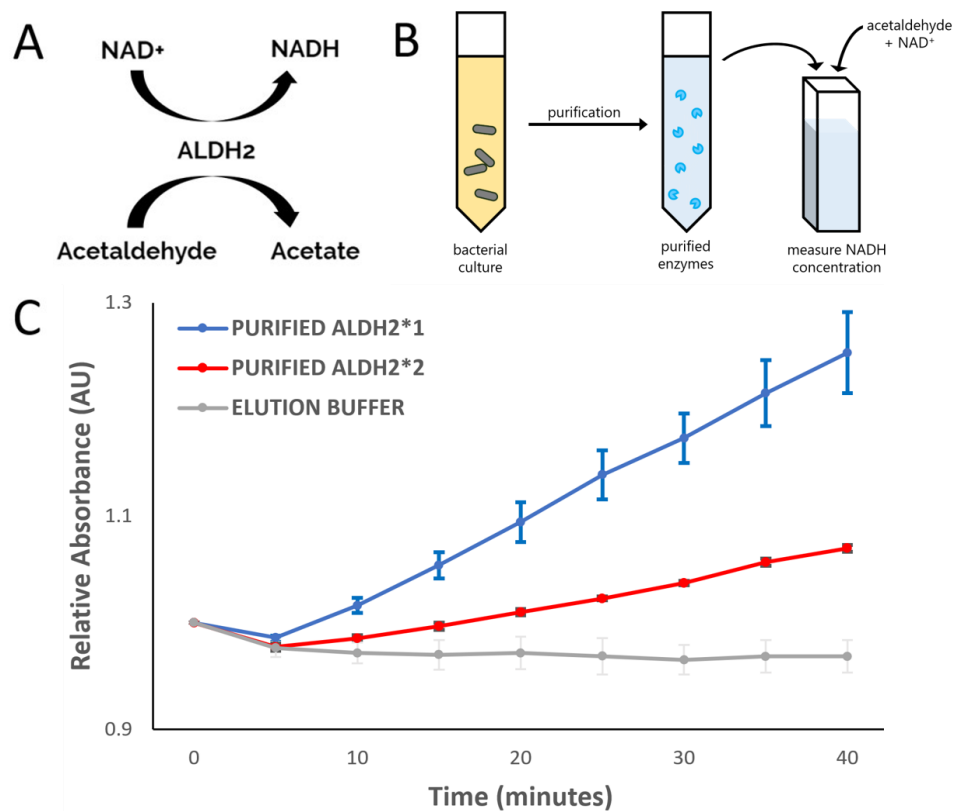 A
NAD+ NADH
ALDH2
Acetaldehyde Acetate
B
acetaldehyde
+ NAD⁺
purification
bacterial
culture
purified
enzymes
measure NADH
concentration
C
1.3
1.1
0.9
Relative Absorbance (AU)
PURIFIED ALDH2*1
PURIFIED ALDH2*2
ELUTION BUFFER
0 10 20 30 40
Time (minutes)